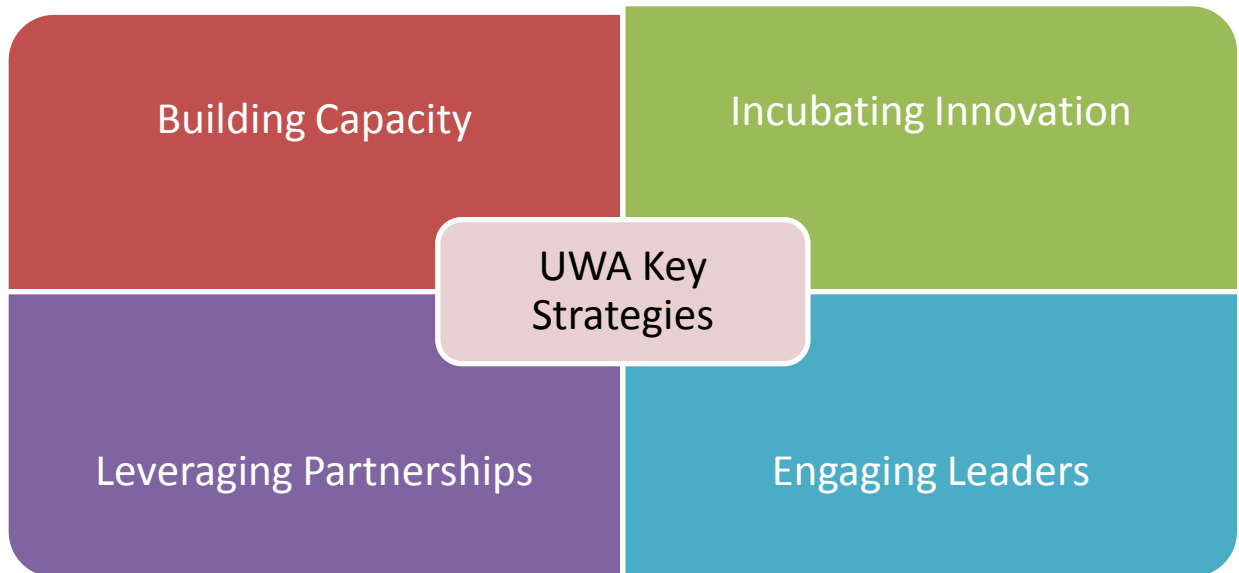 Building Capacity
Incubating Innovation
UWA Key
Strategies
Leveraging Partnerships
Engaging Leaders